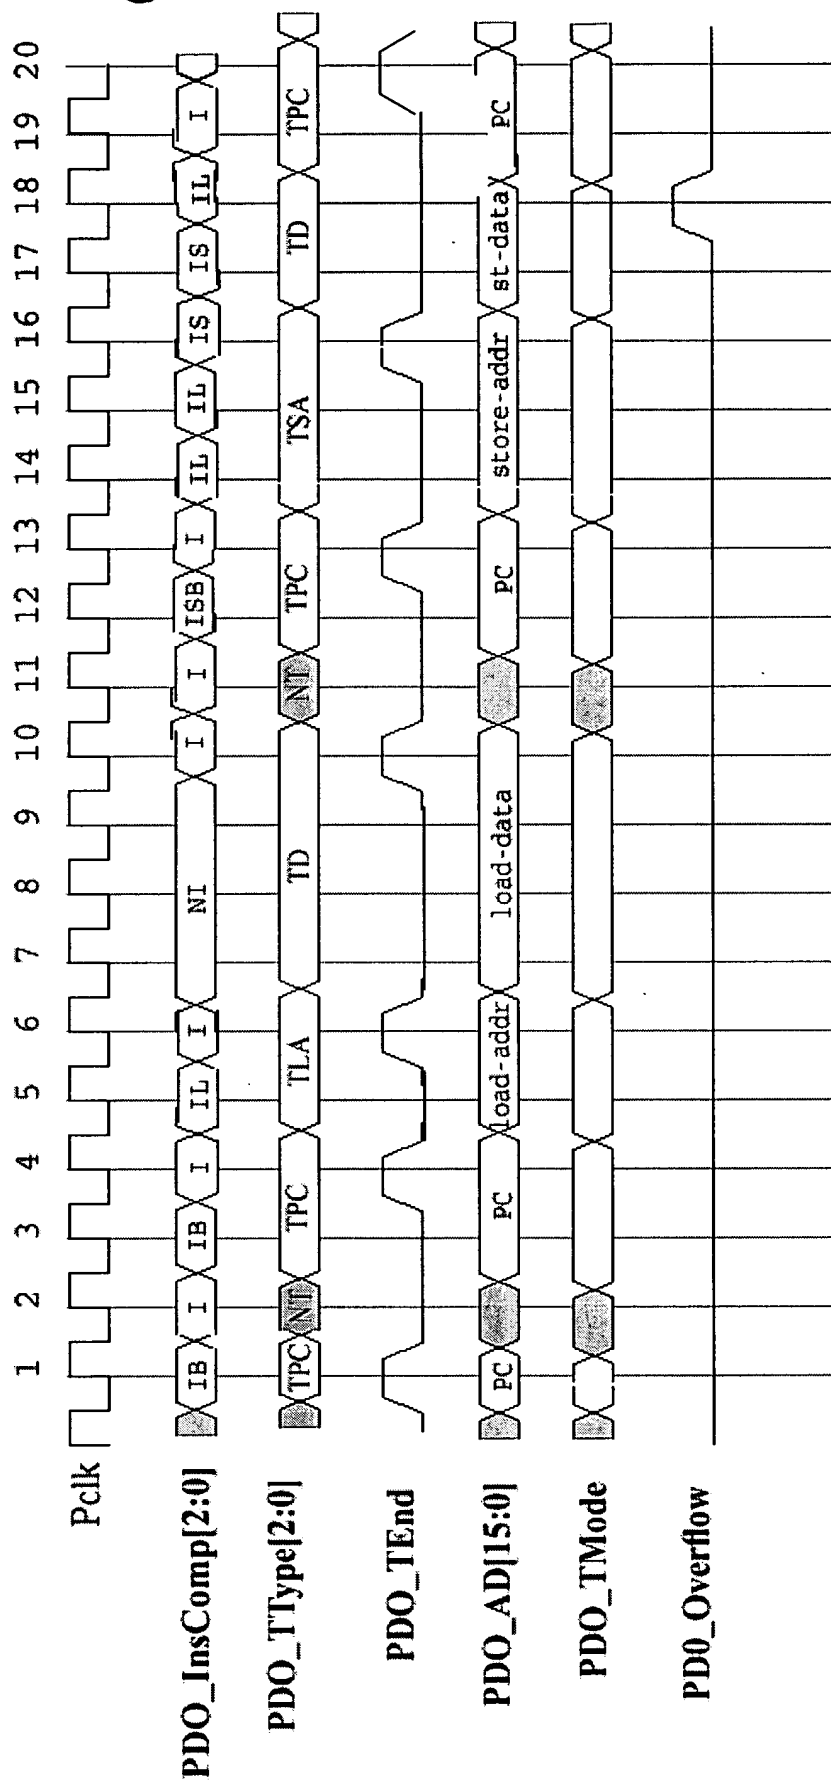 1 2 3 4 5 6 7 8 9 10 11 12 13 14 15 16 17 18 19 20
Pclk
PDO_InsComp[2:0] IB I IB I IL I NI I I ISB I IL IL IS IS IL I
PDO_TType[2:0] TPC NT TPC TLA TD NT TPC TSA TD TPC
PDO_TEnd
PDO_AD[15:0] PC PC load-addr load-data PC store-addr st-data PC
PDO_TMode
PD0_Overflow